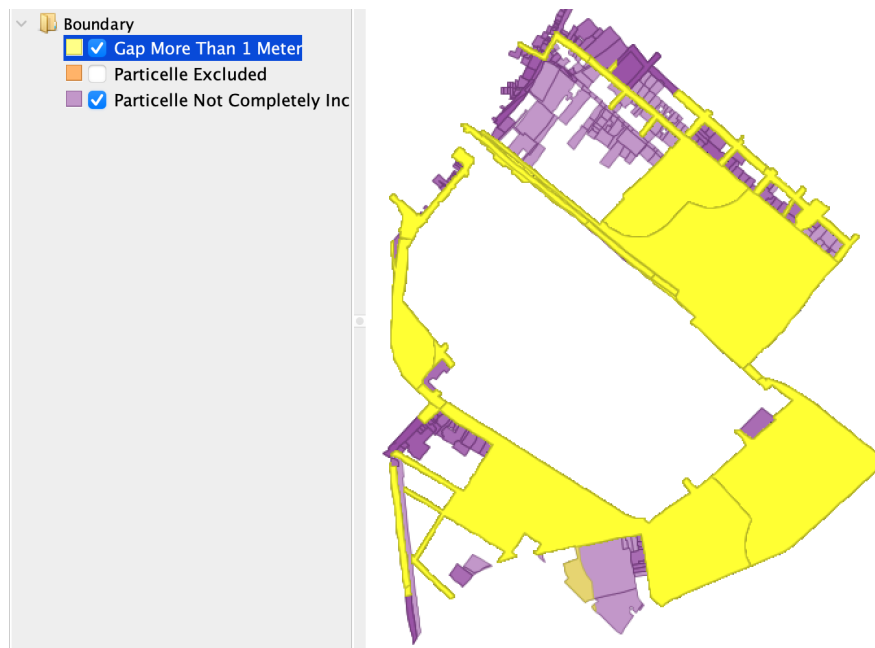 Boundary
Gap More Than 1 Meter
Particelle Excluded
Particelle Not Completely Inc